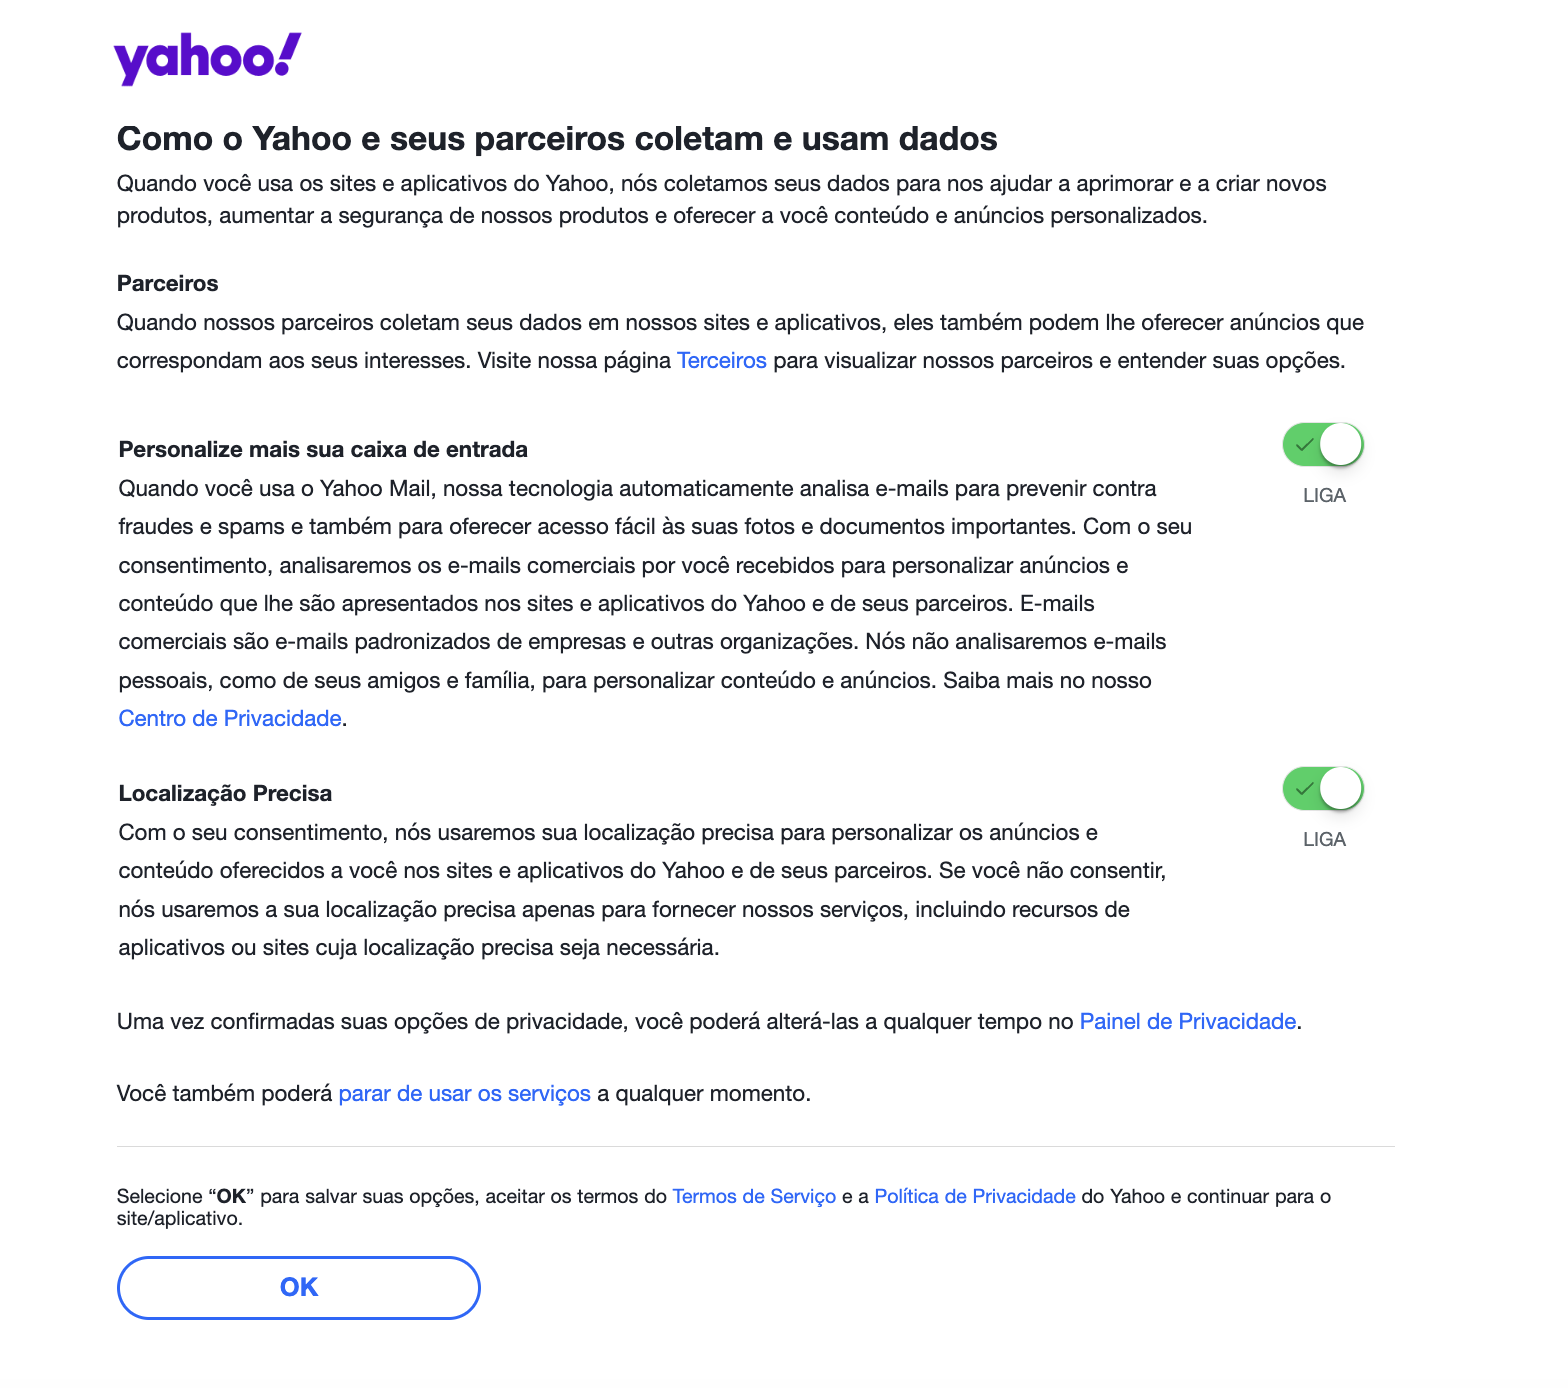 yahoo!
Como o Yahoo e seus parceiros coletam e usam dados
Quando você usa os sites e aplicativos do Yahoo, nós coletamos seus dados para nos ajudar a aprimorar e a criar novos
produtos, aumentar a segurança de nossos produtos e oferecer a você conteúdo e anúncios personalizados.
Parceiros
Quando nossos parceiros coletam seus dados em nossos sites e aplicativos, eles também podem lhe oferecer anúncios que
correspondam aos seus interesses. Visite nossa página Terceiros para visualizar nossos parceiros e entender suas opções.
Personalize mais sua caixa de entrada
Quando você usa o Yahoo Mail, nossa tecnologia automaticamente analisa e-mails para prevenir contra
LIGA
fraudes e spams e também para oferecer acesso fácil às suas fotos e documentos importantes. Com o seu
consentimento, analisaremos os e-mails comerciais por você recebidos para personalizar anúncios e
conteúdo que lhe são apresentados nos sites e aplicativos do Yahoo e de seus parceiros. E-mails
comerciais são e-mails padronizados de empresas e outras organizações. Nós não analisaremos e-mails
pessoais, como de seus amigos e família, para personalizar conteúdo e anúncios. Saiba mais no nosso
Centro de Privacidade.
Localização Precisa
Com o seu consentimento, nós usaremos sua localização precisa para personalizar os anúncios e
LIGA
conteúdo oferecidos a você nos sites e aplicativos do Yahoo e de seus parceiros. Se você não consentir,
nós usaremos a sua localização precisa apenas para fornecer nossos serviços, incluindo recursos de
aplicativos ou sites cuja localização precisa seja necessária.
Uma vez confirmadas suas opções de privacidade, você poderá alterá-las a qualquer tempo no Painel de Privacidade.
Você também poderá parar de usar os serviços a qualquer momento.
Selecione “OK” para salvar suas opções, aceitar os termos do Termos de Serviço e a Política de Privacidade do Yahoo e continuar para o
site/aplicativo.
OK